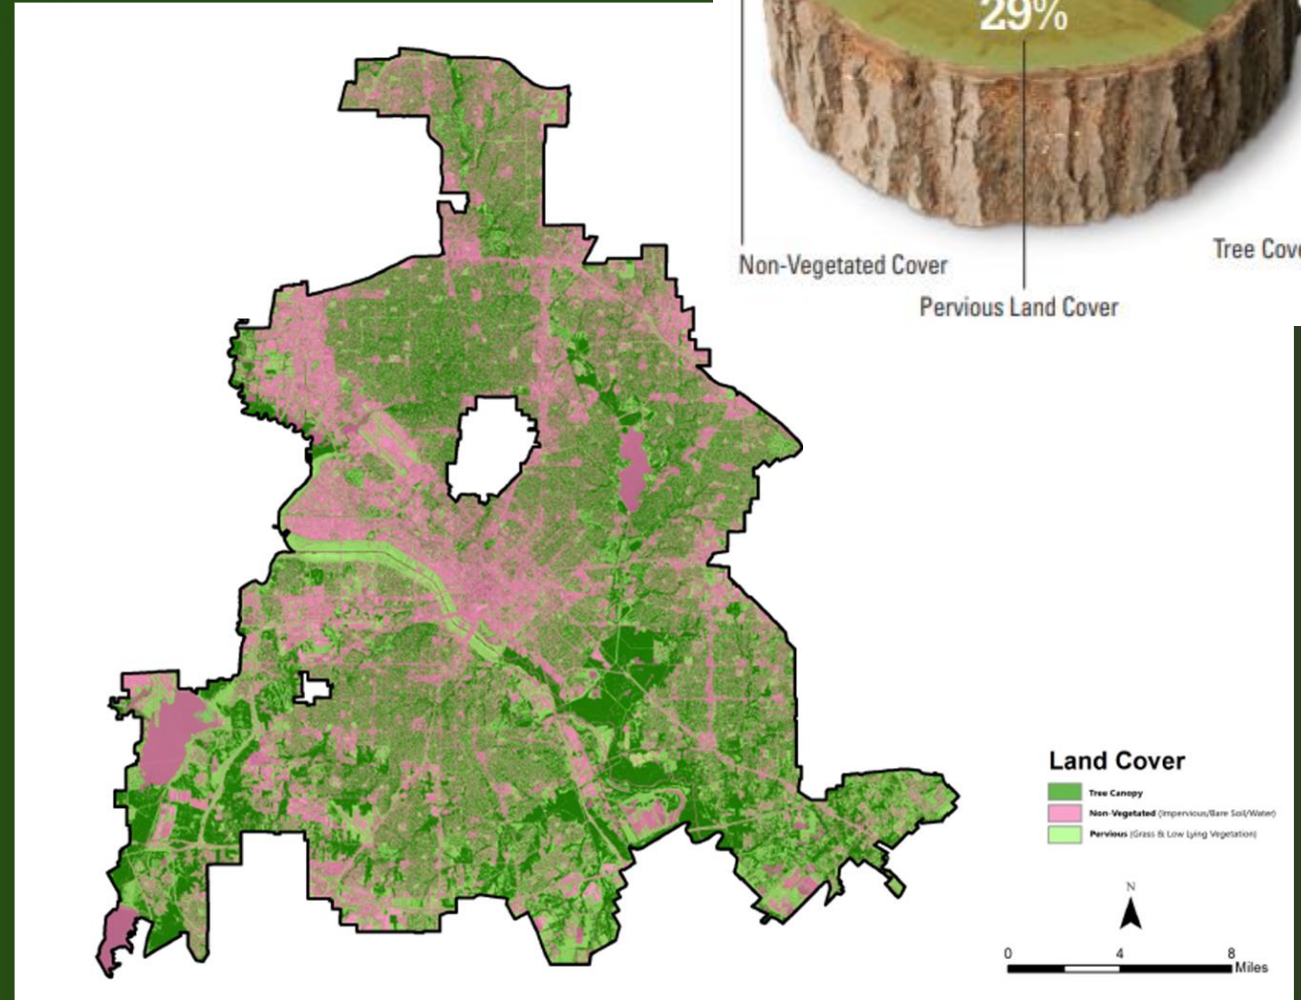 29%
Non-Vegetated Cover
Tree Cove
Pervious Land Cover
Land Cover
Tree Canopy
Non-Vegetated (Impervious/Bare Soil/Water)
Pervious (Grass & Low Lying Vegetation)
N
0 4 8
Miles